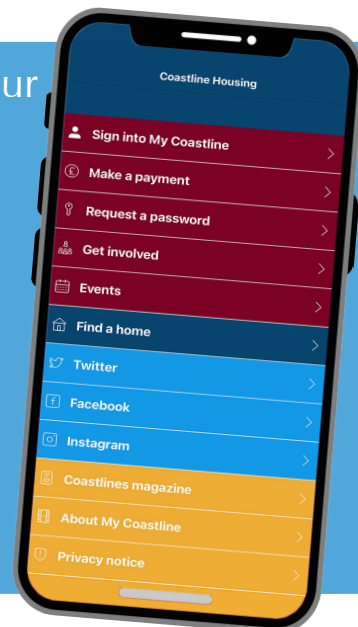 ur
Coastline Housing
Sign into My Coastline
Make a payment
Request a password
Get involved
Events
Find a home
Twitter
Facebook
Instagram
Coastlines magazine
About My Coastline
Privacy notice